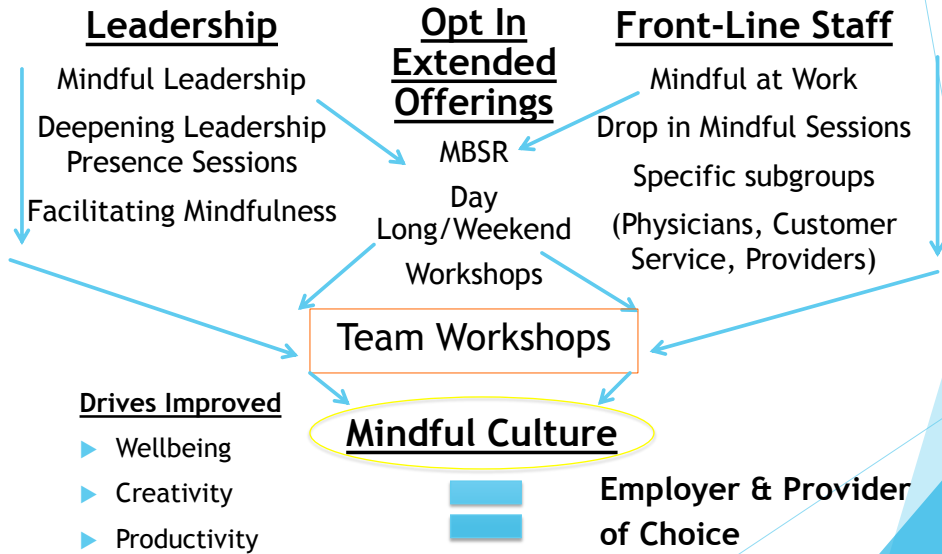 Leadership
Mindful Leadership
Deepening Leadership
Presence Sessions
Facilitating Mindfulness
Opt In
Extended
Offerings
MBSR
Day
Long/Weekend
Workshops
Front-Line Staff
Mindful at Work
Drop in Mindful Sessions
Specific subgroups
(Physicians, Customer
Service, Providers)
Team Workshops
Mindful Culture
Drives Improved
Wellbeing
Creativity
Productivity
Employer & Provider
of Choice